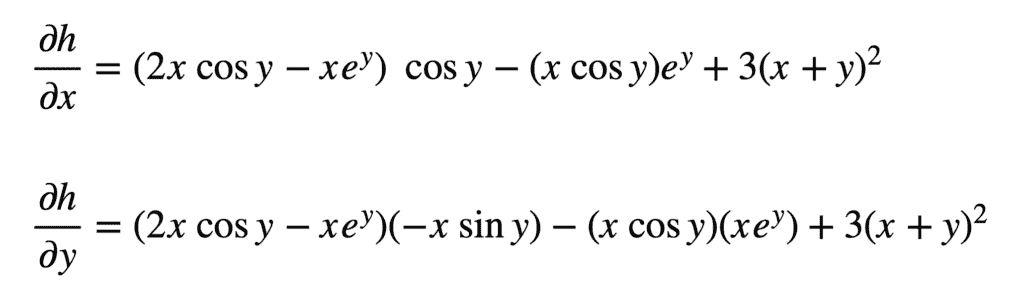 ∂h/∂x = (2x cos y − xe^y) cos y − (x cos y)e^y + 3(x + y)^2
∂h/∂y = (2x cos y − xe^y)(−x sin y) − (x cos y)(xe^y) + 3(x + y)^2